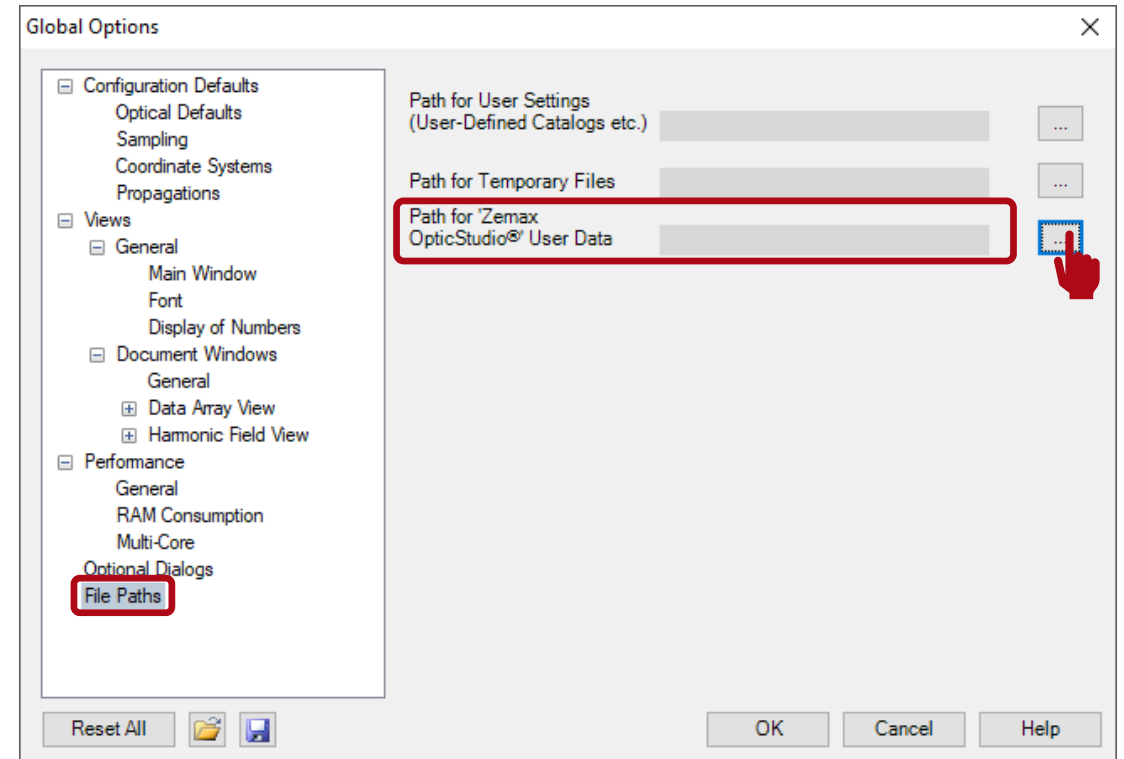 Global Options
Configuration Defaults
Optical Defaults
Sampling
Coordinate Systems
Propagations
Views
General
Main Window
Font
Display of Numbers
Document Windows
General
Data Array View
Harmonic Field View
Performance
General
RAM Consumption
Multi-Core
Optional Dialogs
File Paths
Path for User Settings
(User-Defined Catalogs etc.)
...
Path for Temporary Files
...
Path for 'Zemax
OpticStudio®' User Data
...
Reset All
OK
Cancel
Help